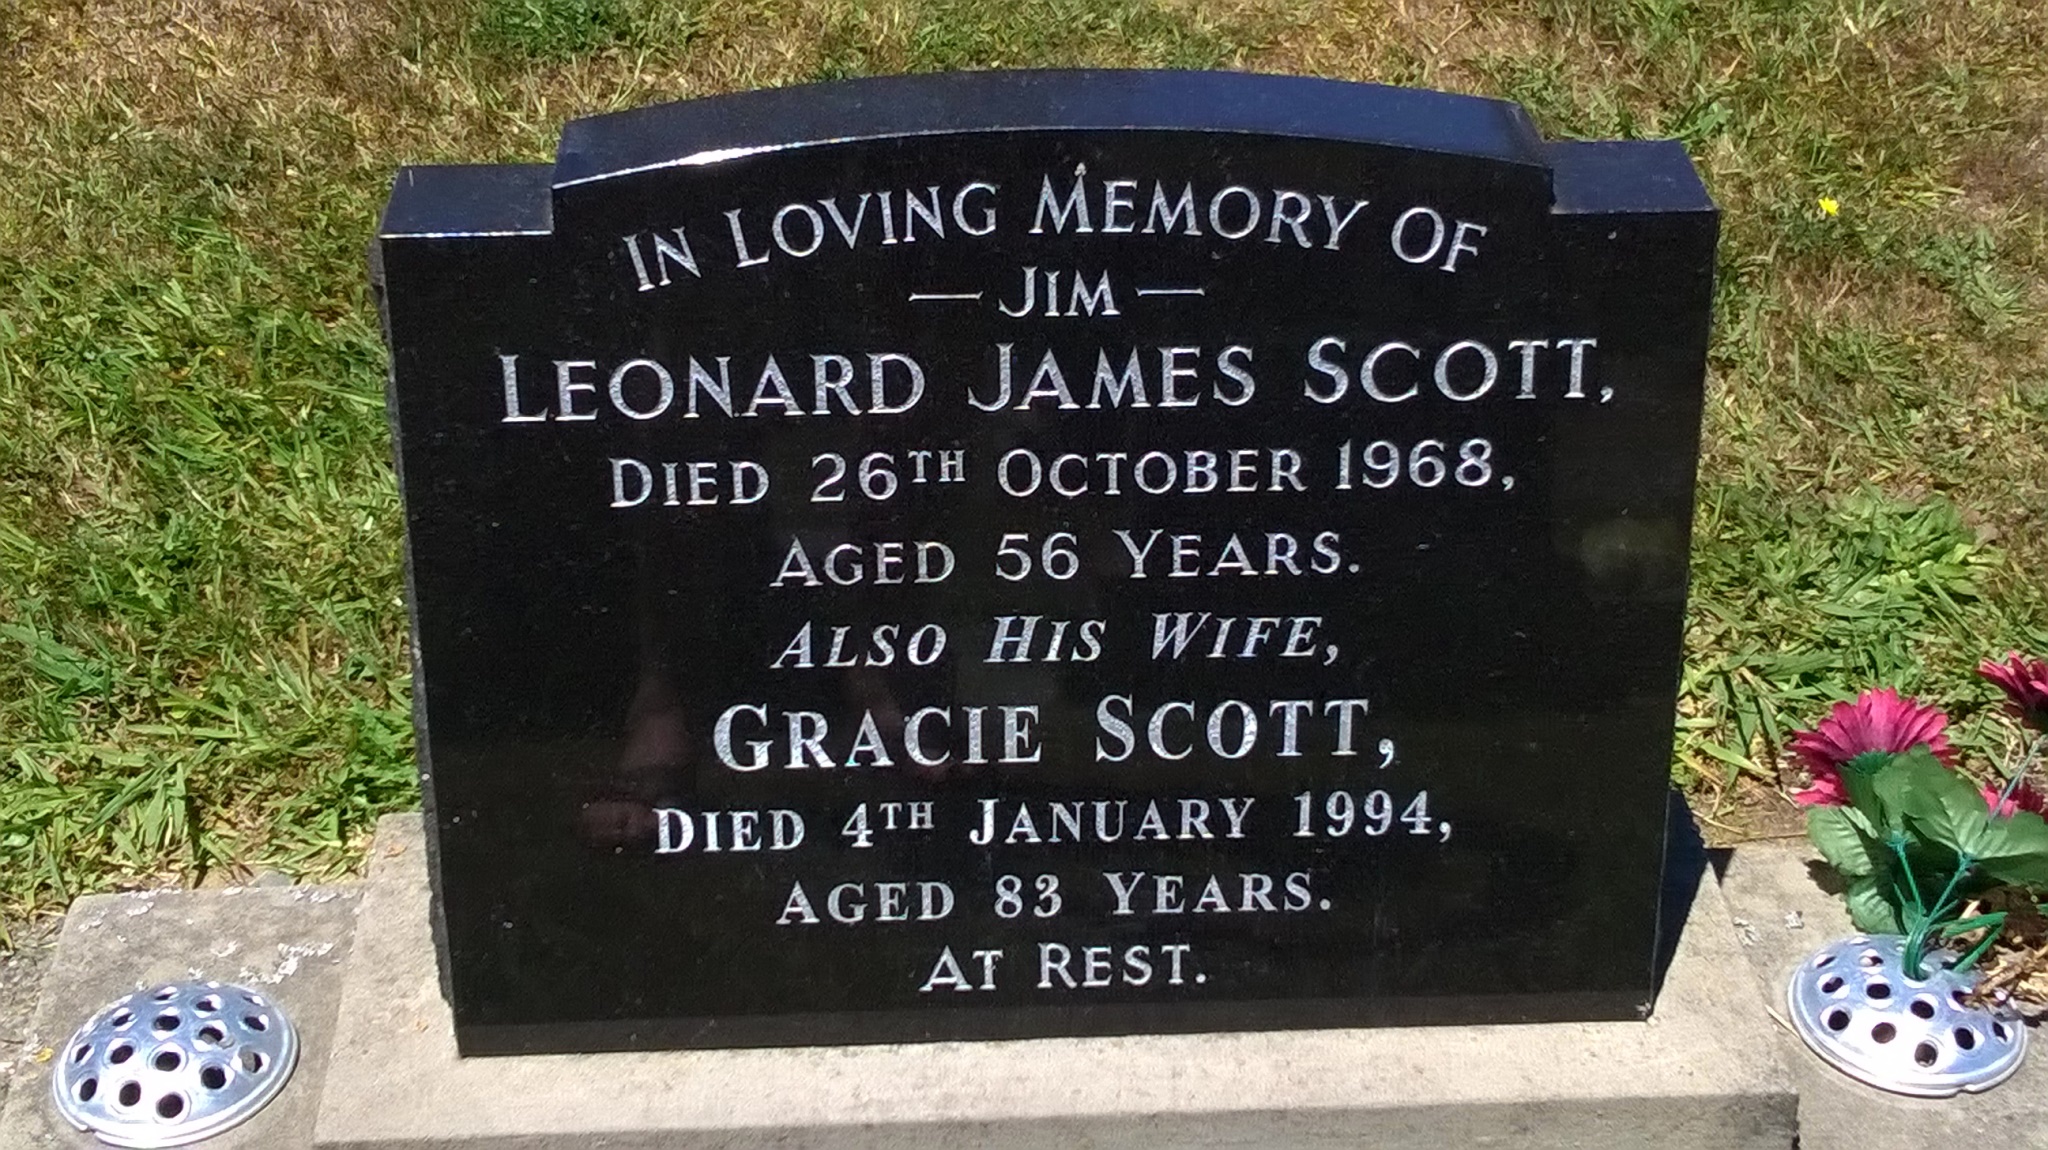 IN LOVING MEMORY OF
— JIM —
LEONARD JAMES SCOTT,
DIED 26TH OCTOBER 1968,
AGED 56 YEARS.
ALSO HIS WIFE,
GRACIE SCOTT,
DIED 4TH JANUARY 1994,
AGED 83 YEARS.
AT REST.